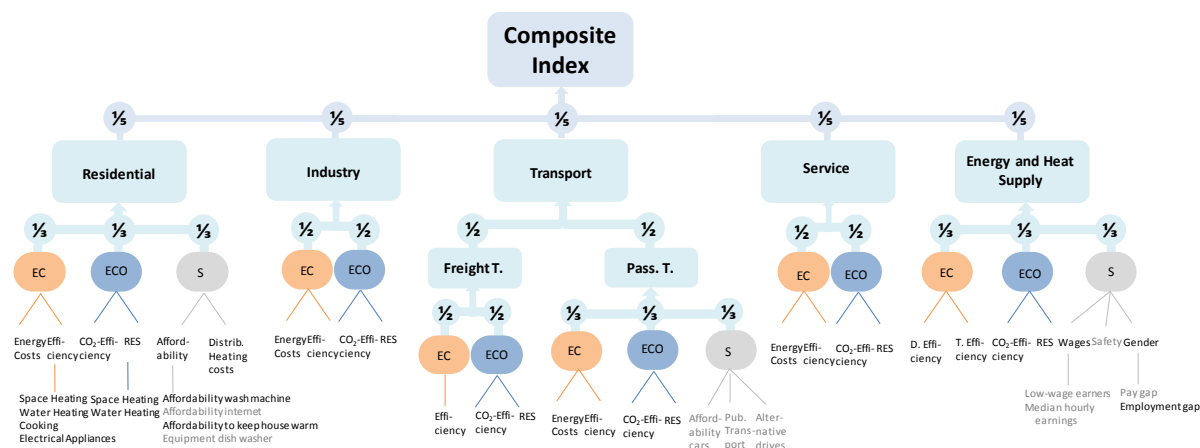 Composite
Index
⅕ ⅕ ⅕ ⅕ ⅕
Residential
Industry
Transport
Service
Energy and Heat
Supply
⅓ ⅓ ⅓
½ ½
½ ½
½ ½
⅓ ⅓ ⅓
EC ECO S
EC ECO
Freight T.
Pass. T.
EC ECO
EC ECO S
½ ½
⅓ ⅓ ⅓
EC ECO
EC ECO S
Energy Costs
Effi-ciency
CO₂-Effi-ciency
RES
Afford-
ability
Distrib.
Heating
costs
Space Heating
Water Heating
Cooking
Electrical Appliances
Space Heating
Water Heating
Affordability wash machine
Affordability internet
Affordability to keep house warm
Equipment dish washer
Energy Costs
Effi-ciency
CO₂-Effi-ciency
RES
Effi-
ciency
CO₂-Effi-
ciency
RES
Energy Costs
Effi-ciency
CO₂-Effi-
ciency
RES
Afford-
ability
cars
Pub.
Trans-
port
Alter-
native
drives
Energy Costs
Effi-ciency
CO₂-Effi-
ciency
RES
D. Effi-
ciency
T. Effi-
ciency
CO₂-Effi-
ciency
RES
Wages
Safety
Gender
Low-wage earners
Median hourly
earnings
Pay gap
Employment gap